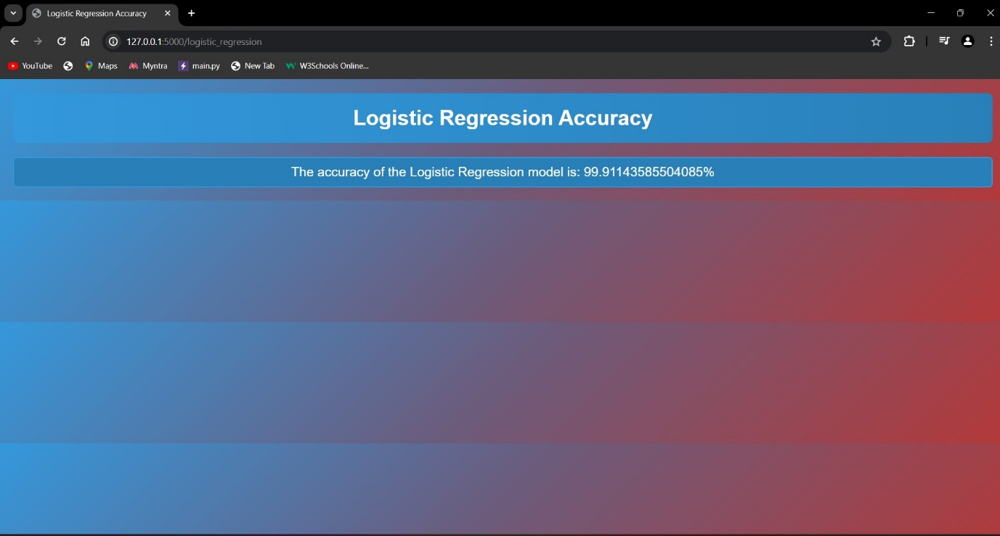 Logistic Regression Accuracy
127.0.0.1:5000/logistic_regression
YouTube Maps Myntra main.py New Tab W3Schools Online...
Logistic Regression Accuracy
The accuracy of the Logistic Regression model is: 99.91143585504085%